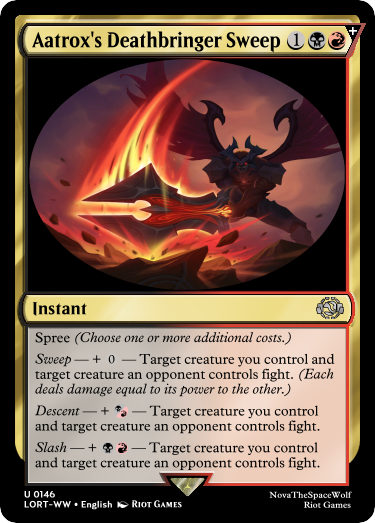 Aatrox's Deathbringer Sweep 1
Instant
Spree (Choose one or more additional costs.)
Sweep — + 0 — Target creature you control and
target creature an opponent controls fight. (Each
deals damage equal to its power to the other.)
Descent — + — Target creature you control
and target creature an opponent controls fight.
Slash — + — Target creature you control
and target creature an opponent controls fight.
U 0146
LORT-WW • English Riot Games
NovaTheSpaceWolf
Riot Games